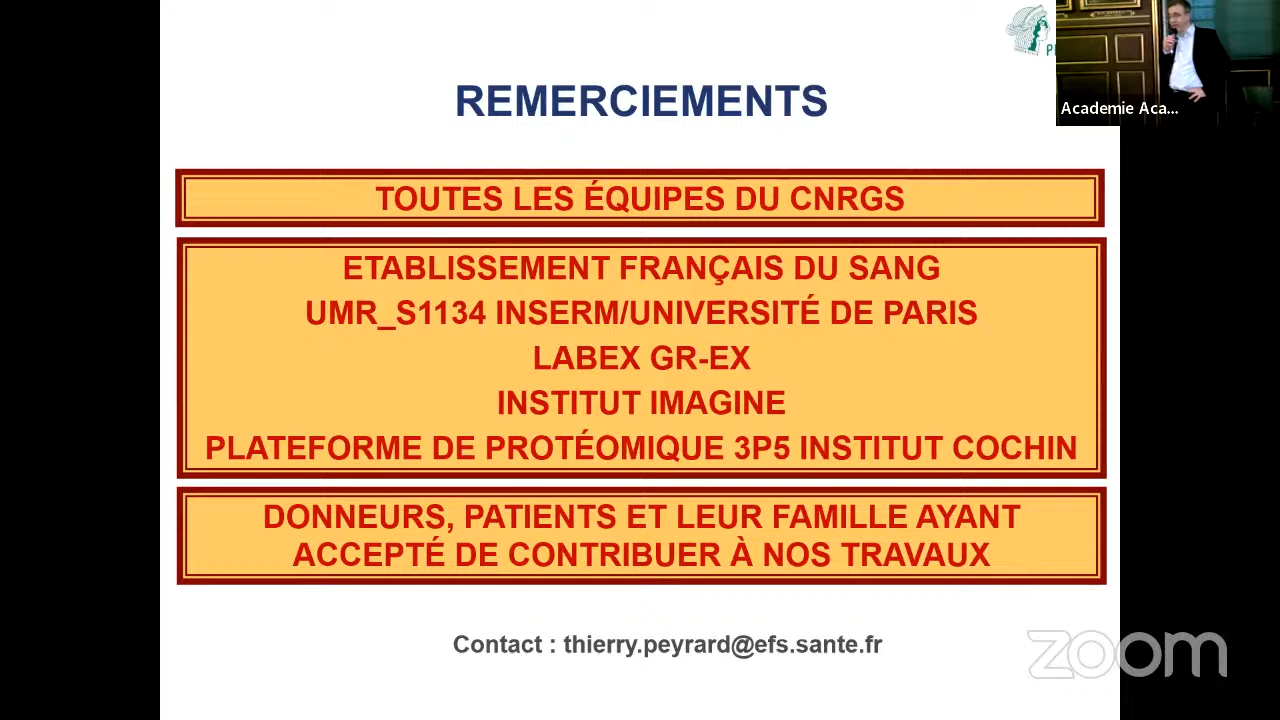 REMERCIEMENTS
Academie Aca...
TOUTES LES ÉQUIPES DU CNRGS
ETABLISSEMENT FRANÇAIS DU SANG
UMR_S1134 INSERM/UNIVERSITÉ DE PARIS
LABEX GR-EX
INSTITUT IMAGINE
PLATEFORME DE PROTÉOMIQUE 3P5 INSTITUT COCHIN
DONNEURS, PATIENTS ET LEUR FAMILLE AYANT
ACCEPTÉ DE CONTRIBUER À NOS TRAVAUX
Contact : thierry.peyrard@efs.sante.fr
zoom